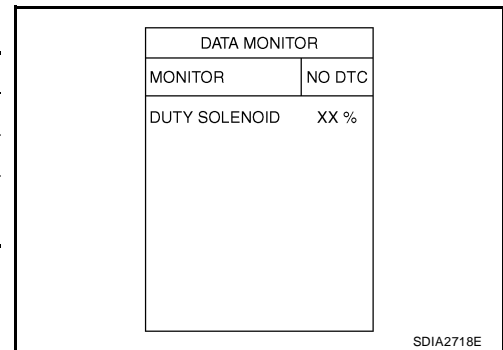 DATA MONITOR
MONITOR NO DTC
DUTY SOLENOID XX %
SDIA2718E